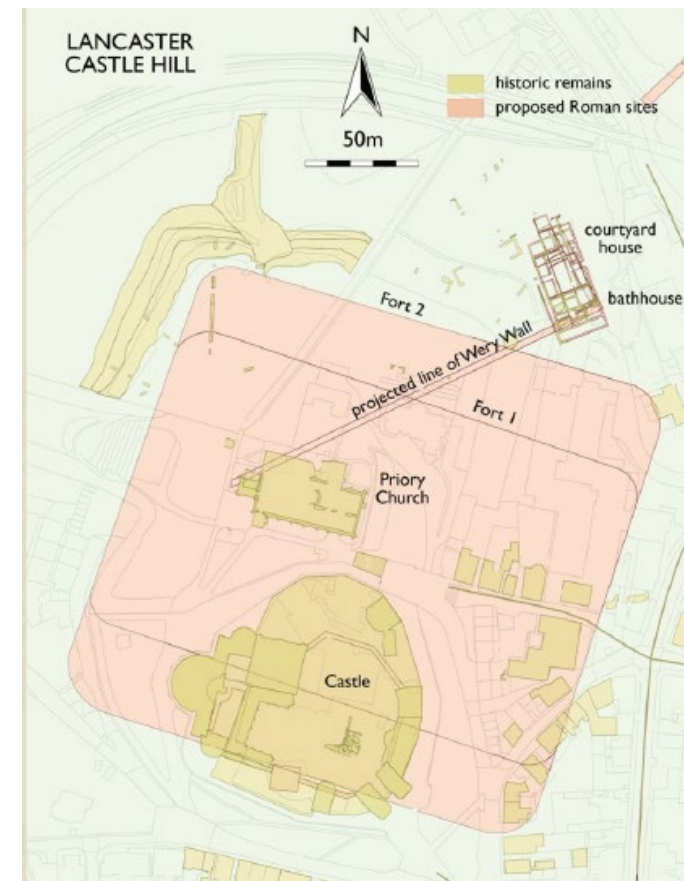 LANCASTER
CASTLE HILL
N
50m
historic remains
proposed Roman sites
courtyard
house
bathhouse
Fort 2
projected line of Wery Wall
Fort 1
Priory
Church
Castle